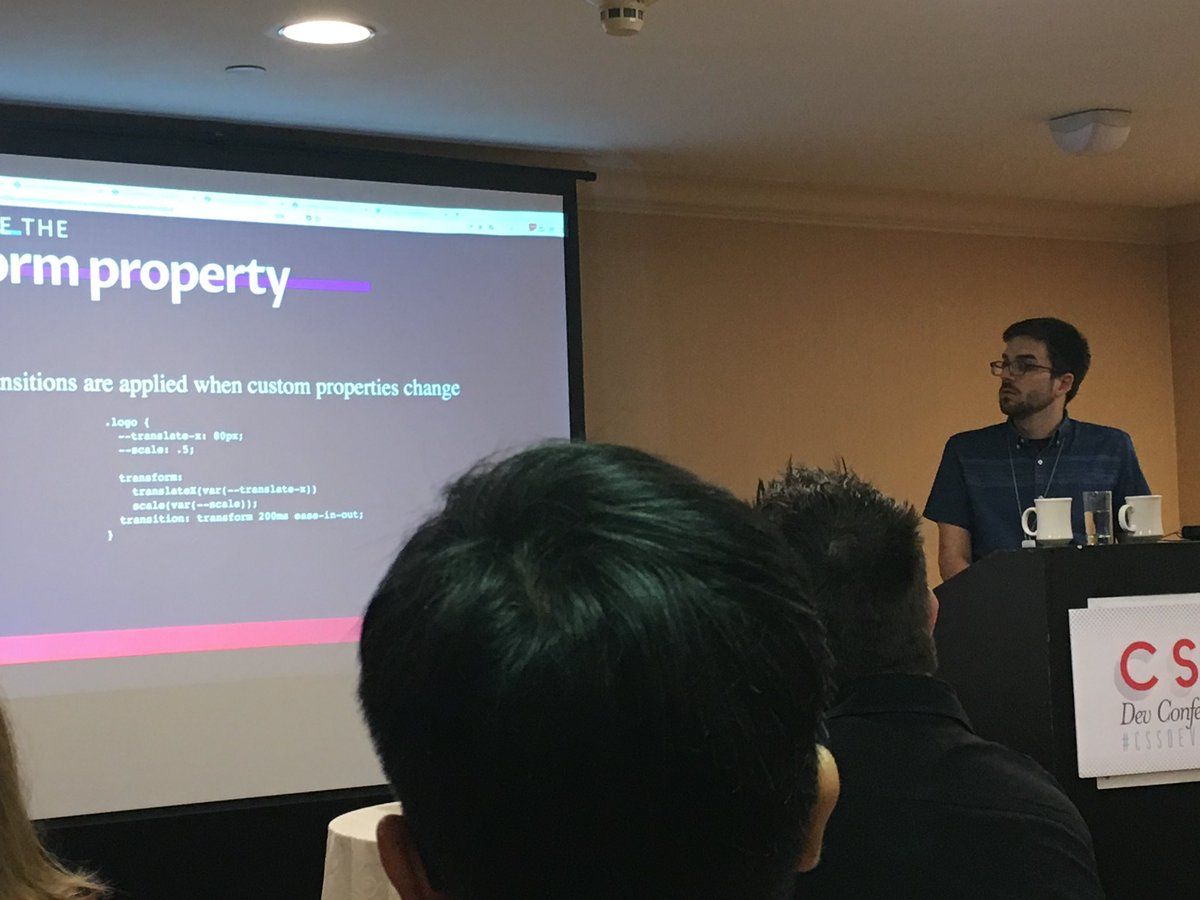 E THE
orm property
nsitions are applied when custom properties change
.logo {
--translate-x: 80px;
--scale: .5;
transform:
translateX(var(--translate-x))
scale(var(--scale));
transition: transform 200ms ease-in-out;
}
CS
Dev Confe
#CSSDEV